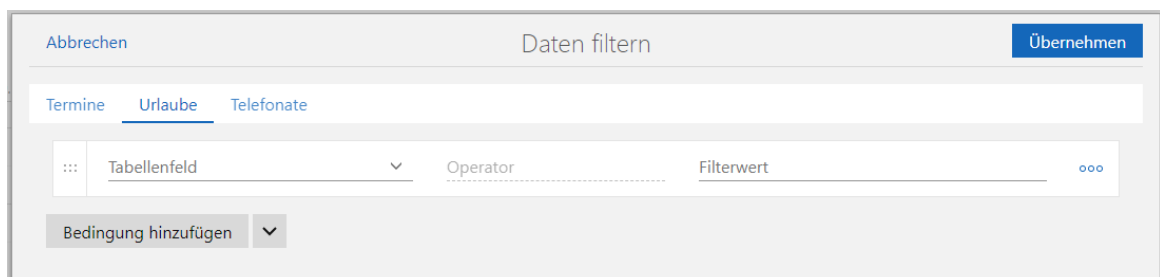 Abbrechen Daten filtern Übernehmen
Termine Urlaube Telefonate
Tabellenfeld Operator Filterwert
Bedingung hinzufügen